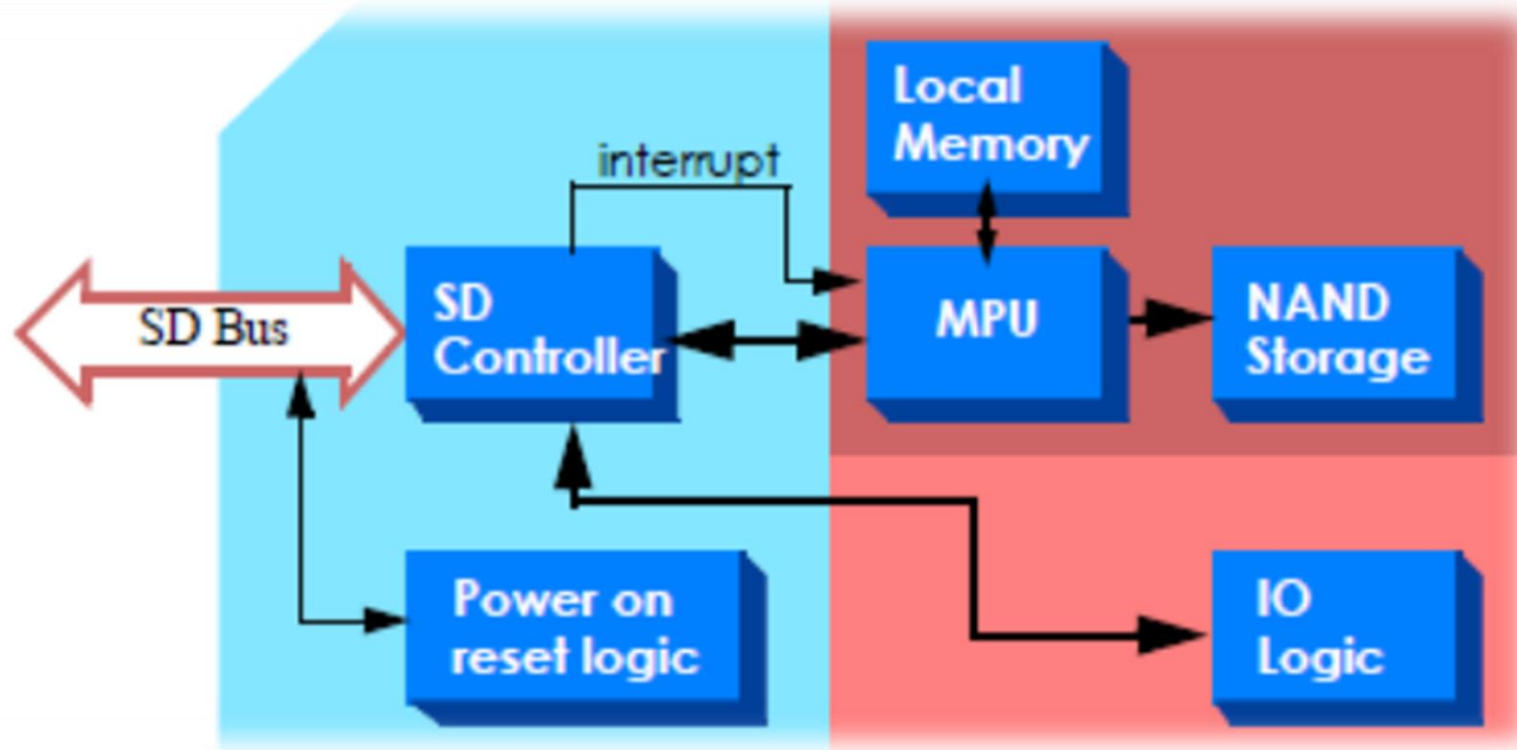 Local
Memory
interrupt
SD Bus
SD
Controller
MPU
NAND
Storage
Power on
reset logic
IO
Logic